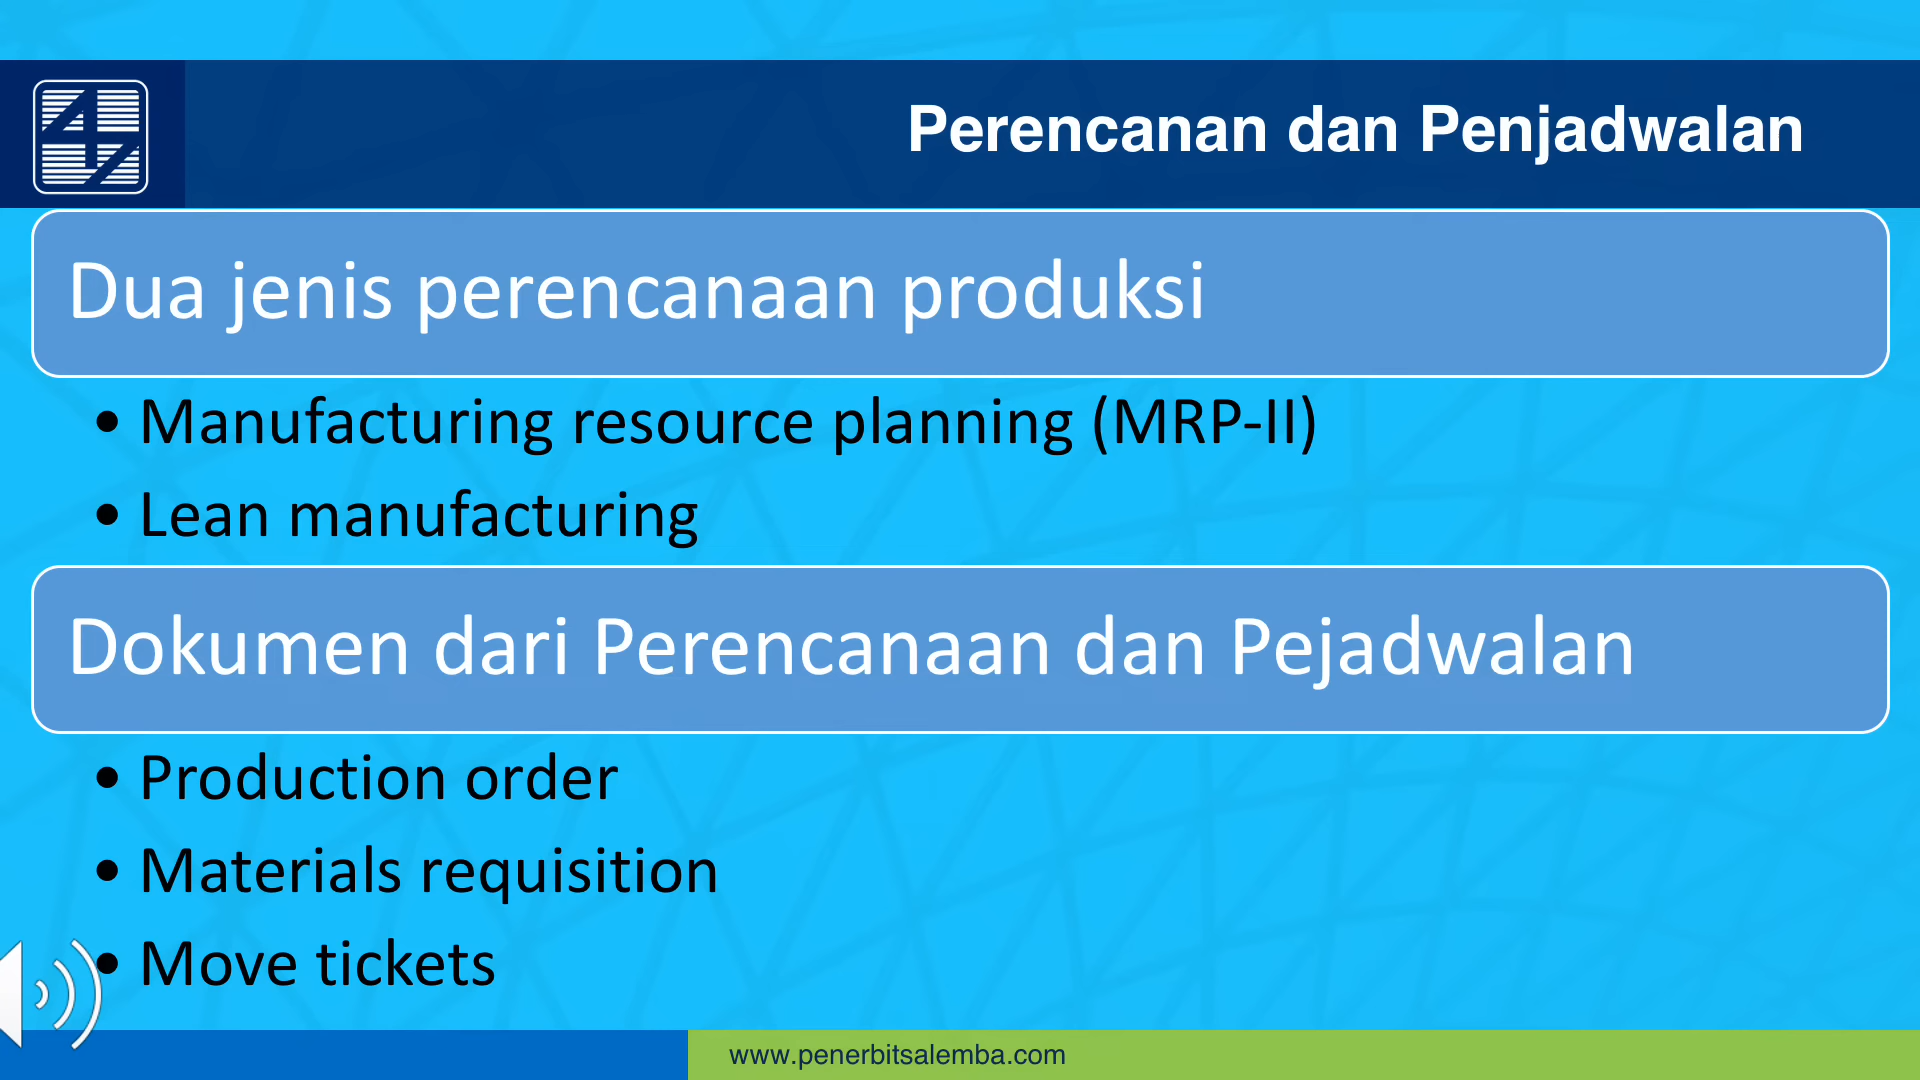 Perencanan dan Penjadwalan
Dua jenis perencanaan produksi
• Manufacturing resource planning (MRP-II)
• Lean manufacturing
Dokumen dari Perencanaan dan Pejadwalan
• Production order
• Materials requisition
• Move tickets
www.penerbitsalemba.com